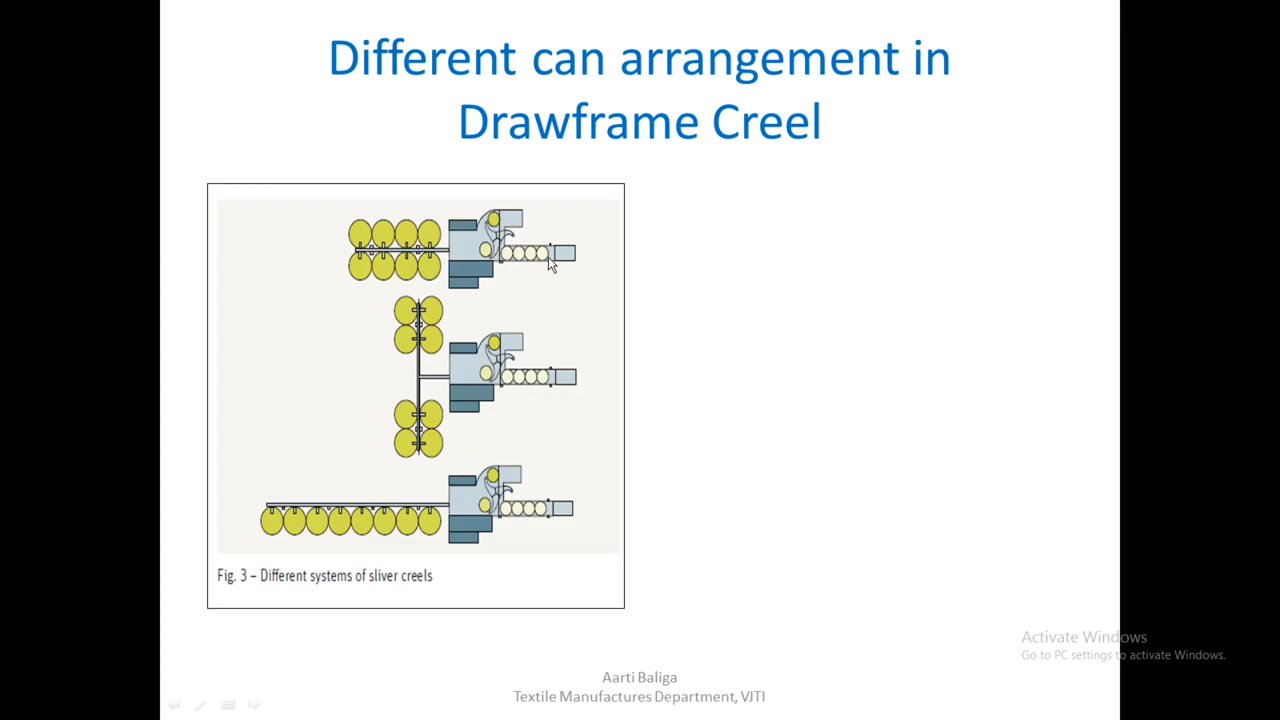 Different can arrangement in
Drawframe Creel
Fig. 3 – Different systems of sliver creels
Activate Windows
Go to PC settings to activate Windows.
Aarti Baliga
Textile Manufactures Department, VJTI